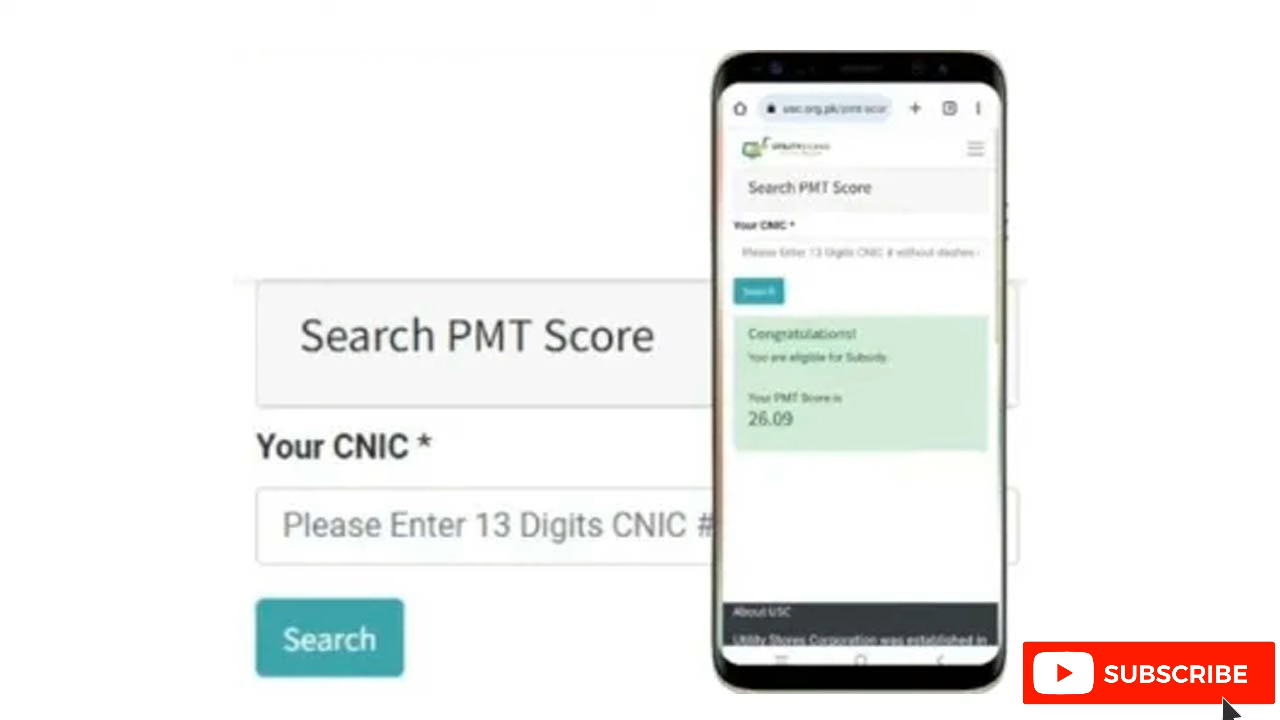 Search PMT Score
Your CNIC *
Please Enter 13 Digits CNIC #
Search
usc.org.pk/pmt-scor
Search PMT Score
Your CNIC *
Please Enter 13 Digits CNIC # without dashes
Search
Congratulations!
You are eligible for Subsidy.
Your PMT Score is
26.09
About USC
Utility Stores Corporation was established in
SUBSCRIBE